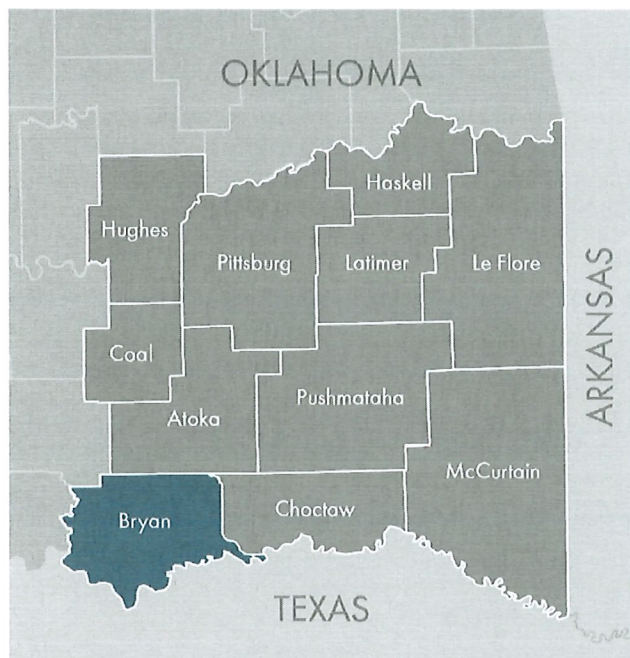 OKLAHOMA
Haskell
Hughes
Pittsburg
Latimer
Le Flore
ARKANSAS
Coal
Pushmataha
Atoka
McCurtain
Choctaw
Bryan
TEXAS